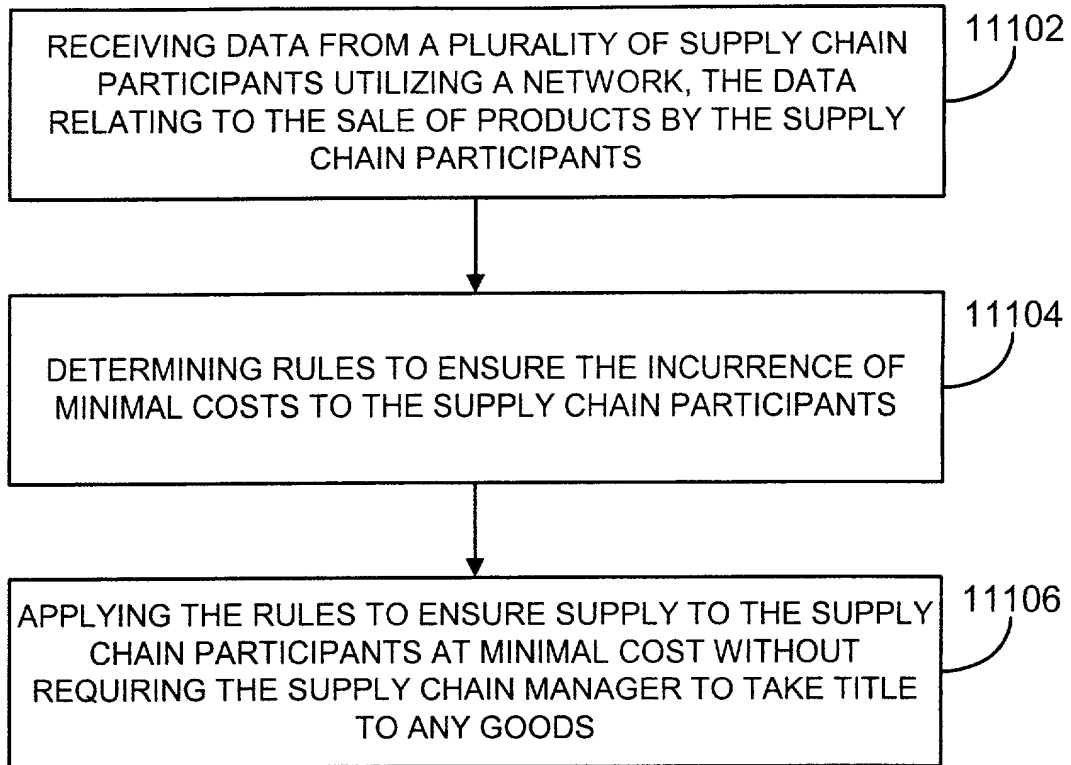 RECEIVING DATA FROM A PLURALITY OF SUPPLY CHAIN
PARTICIPANTS UTILIZING A NETWORK, THE DATA
RELATING TO THE SALE OF PRODUCTS BY THE SUPPLY
CHAIN PARTICIPANTS
11102
DETERMINING RULES TO ENSURE THE INCURRENCE OF
MINIMAL COSTS TO THE SUPPLY CHAIN PARTICIPANTS
11104
APPLYING THE RULES TO ENSURE SUPPLY TO THE SUPPLY
CHAIN PARTICIPANTS AT MINIMAL COST WITHOUT
REQUIRING THE SUPPLY CHAIN MANAGER TO TAKE TITLE
TO ANY GOODS
11106